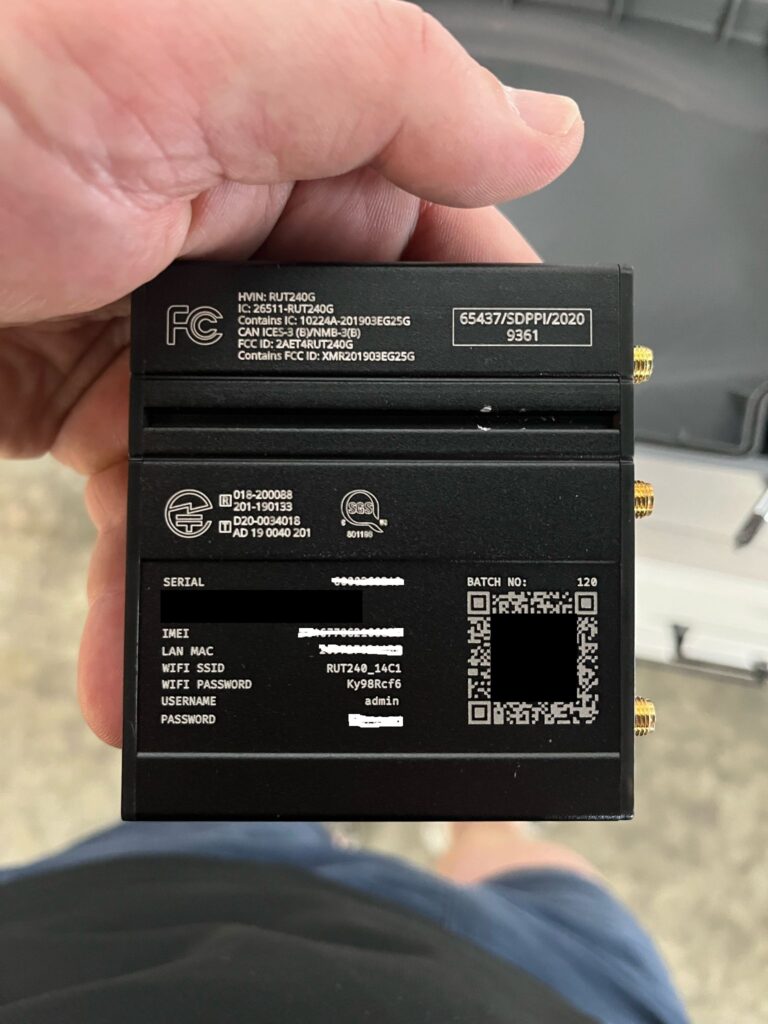 FC
HVIN: RUT240G
IC: 26511-RUT240G
Contains IC: 10224A-201903EG25G
CAN ICES-3 (B)/NMB-3(B)
FCC ID: 2AET4RUT240G
Contains FCC ID: XMR201903EG25G
65437/SDPPI/2020
9361
R 018-200088
201-190133
T D20-0034018
AD 19 0040 201
SGS
801199
SERIAL
BATCH NO: 120
IMEI
LAN MAC
WIFI SSID RUT240_14C1
WIFI PASSWORD Ky98Rcf6
USERNAME admin
PASSWORD